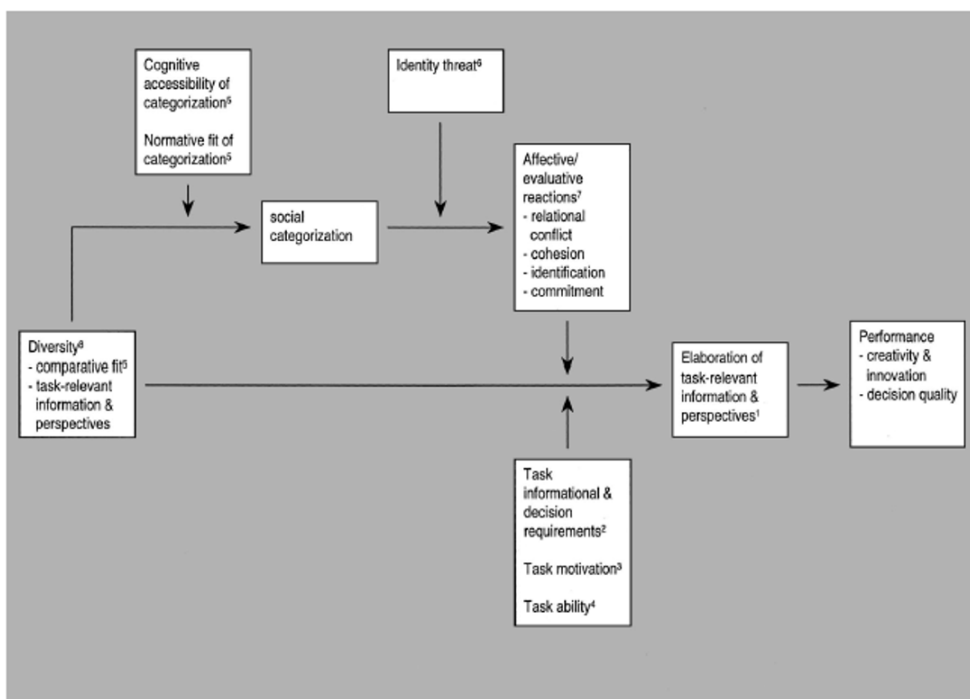 Cognitive
accessibility of
categorization⁵
Normative fit of
categorization⁵
Identity threat⁶
Affective/
evaluative
reactions⁷
- relational
conflict
- cohesion
- identification
- commitment
social
categorization
Diversity⁸
- comparative fit⁵
- task-relevant
information &
perspectives
Elaboration of
task-relevant
information &
perspectives¹
Performance
- creativity &
innovation
- decision quality
Task
informational &
decision
requirements²
Task motivation³
Task ability⁴